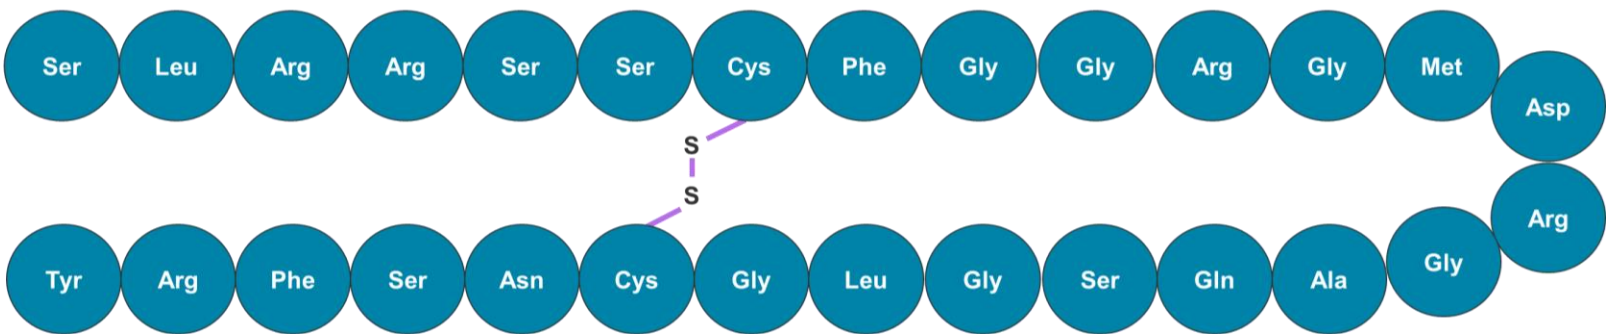 Ser Leu Arg Arg Ser Ser Cys Phe Gly Gly Arg Gly Met
Asp
S
S
Arg
Tyr Arg Phe Ser Asn Cys Gly Leu Gly Ser Gln Ala Gly